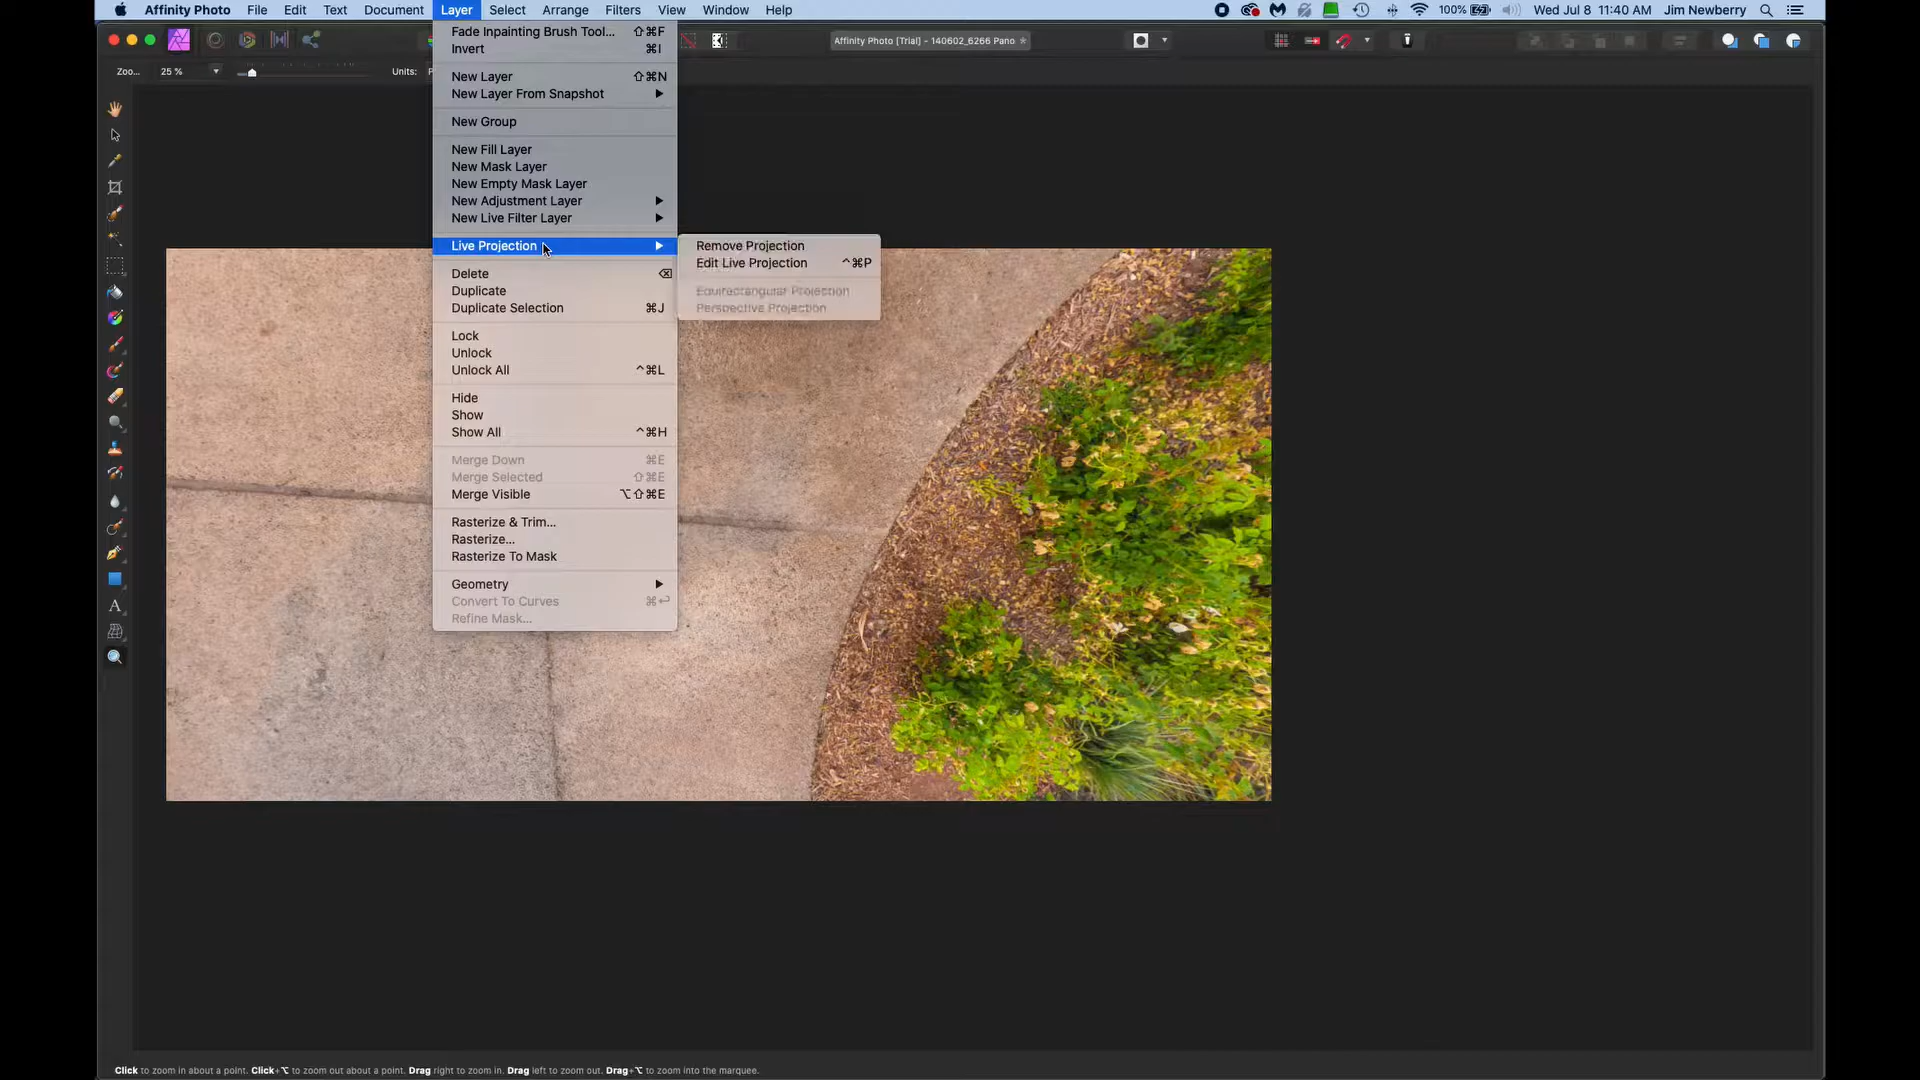 Affinity Photo File Edit Text Document Layer Select Arrange Filters View Window Help 100% Wed Jul 8 11:40 AM Jim Newberry
Affinity Photo [Trial] - 140602_6266 Pano
Zoo... 25 % Units: P
Fade Inpainting Brush Tool... ⇧⌘F
Invert ⌘I
New Layer ⇧⌘N
New Layer From Snapshot
New Group
New Fill Layer
New Mask Layer
New Empty Mask Layer
New Adjustment Layer
New Live Filter Layer
Live Projection
Remove Projection
Edit Live Projection ^⌘P
Equirectangular Projection
Perspective Projection
Delete ⌫
Duplicate
Duplicate Selection ⌘J
Lock
Unlock
Unlock All ^⌘L
Hide
Show
Show All ^⌘H
Merge Down ⌘E
Merge Selected ⇧⌘E
Merge Visible ⌥⇧⌘E
Rasterize & Trim...
Rasterize...
Rasterize To Mask
Geometry
Convert To Curves ⌘↩
Refine Mask...
Click to zoom in about a point. Click+⌥ to zoom out about a point. Drag right to zoom in. Drag left to zoom out. Drag+⌥ to zoom into the marquee.